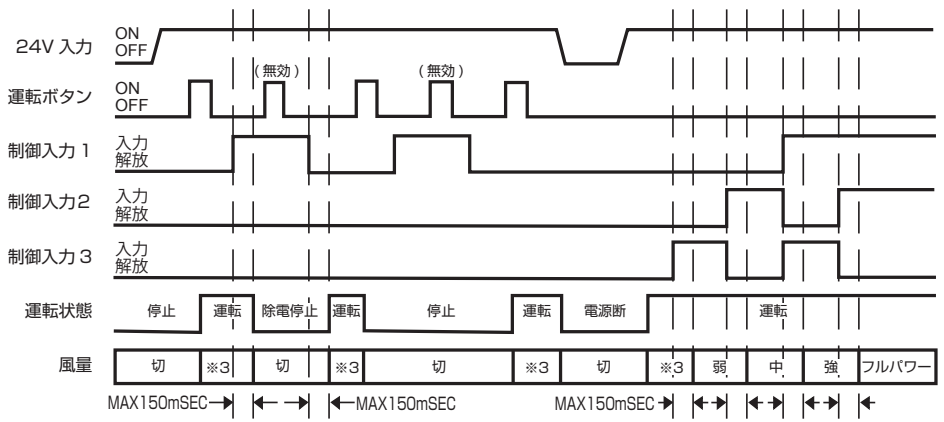 24V 入力
ON
OFF
運転ボタン
ON
OFF
(無効)
(無効)
制御入力 1
入力
解放
制御入力2
入力
解放
制御入力 3
入力
解放
運転状態
停止
運転
除電停止
運転
停止
運転
電源断
運転
風量
切
※3
切
※3
切
※3
切
※3
弱
中
強
フルパワー
MAX150mSEC
MAX150mSEC
MAX150mSEC